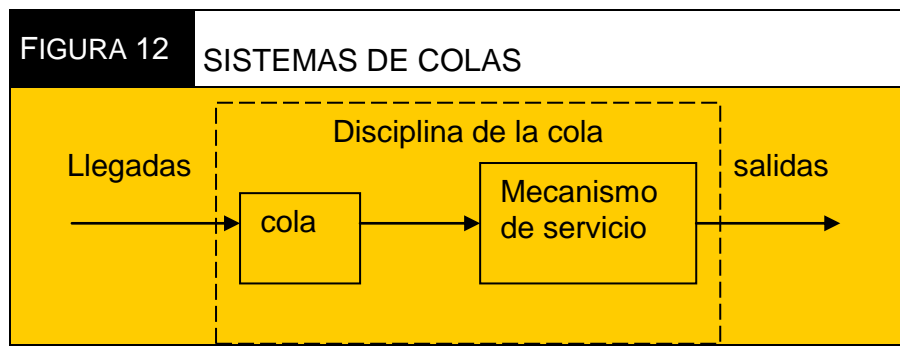 FIGURA 12
SISTEMAS DE COLAS
Disciplina de la cola
Llegadas
cola
Mecanismo
de servicio
salidas